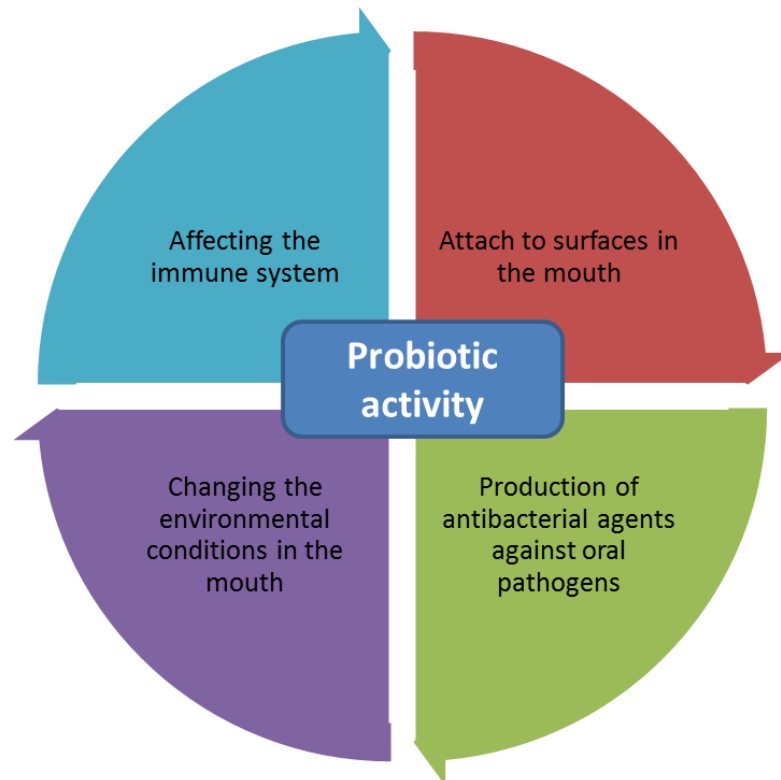 Affecting the
immune system
Attach to surfaces in
the mouth
Probiotic
activity
Changing the
environmental
conditions in the
mouth
Production of
antibacterial agents
against oral
pathogens